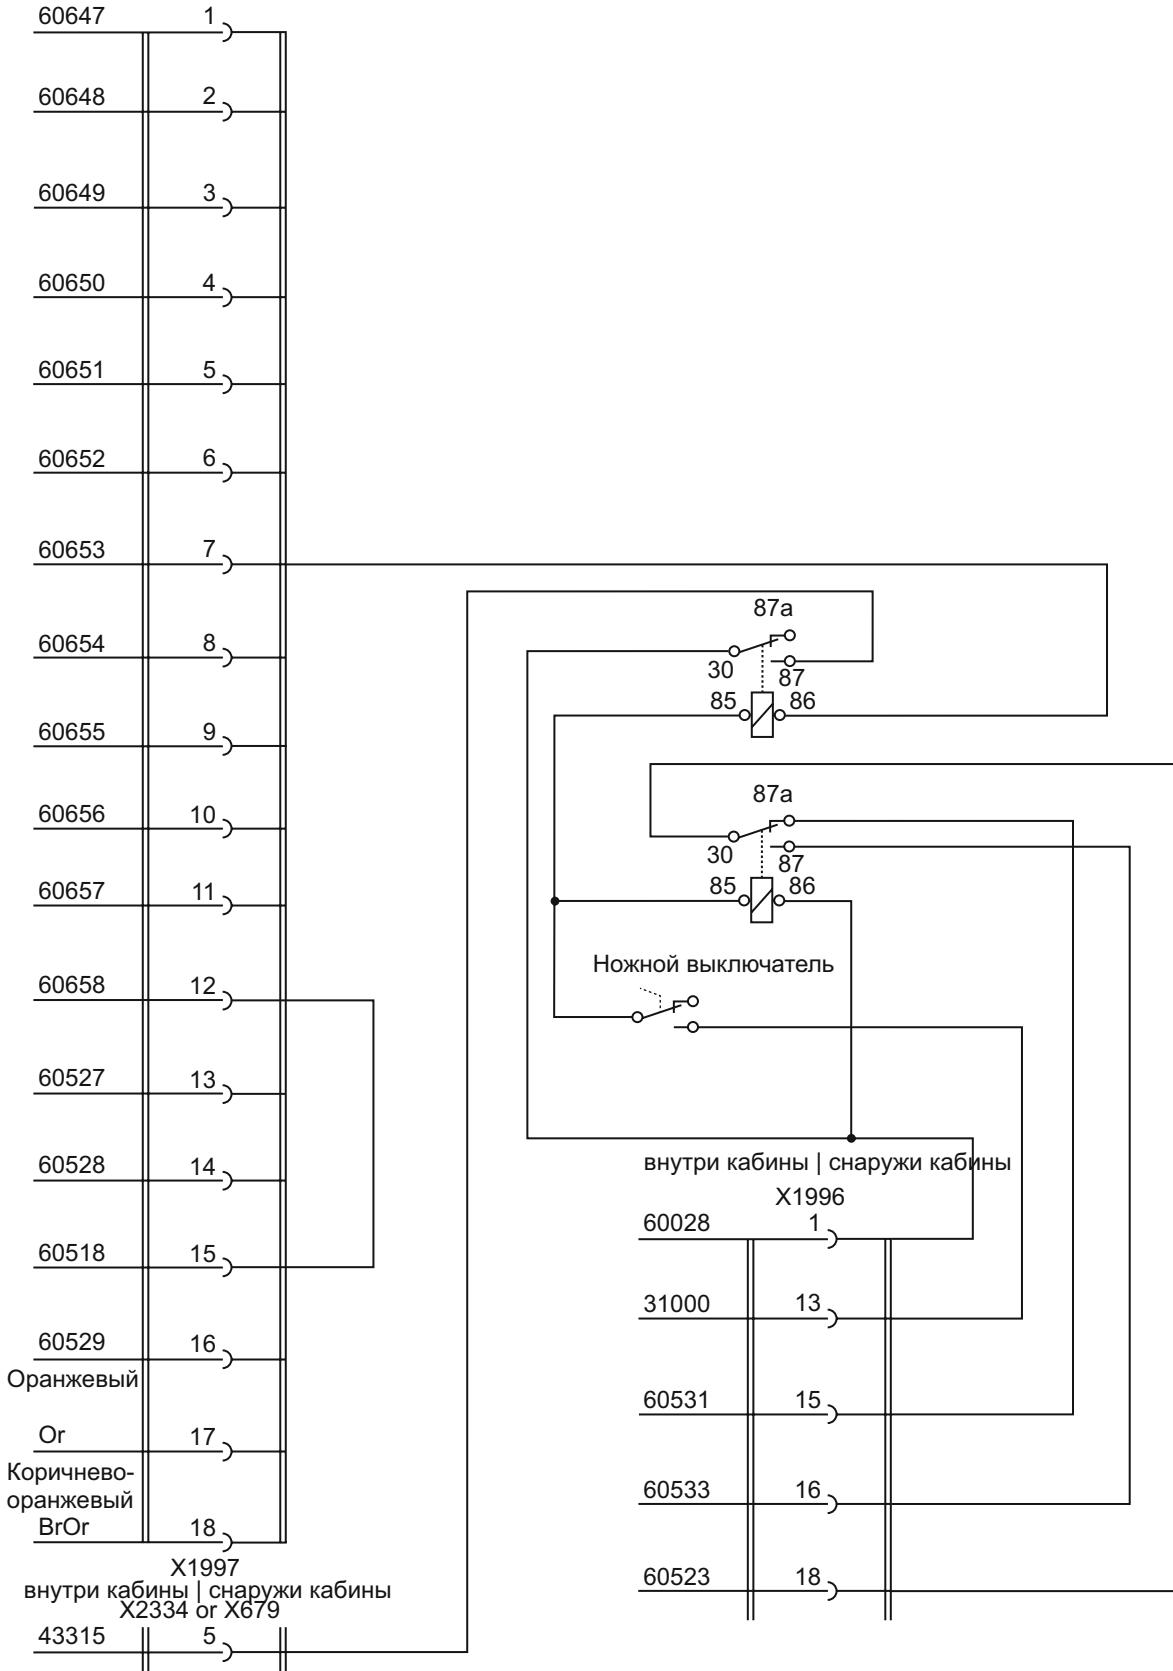 60647 1
60648 2
60649 3
60650 4
60651 5
60652 6
60653 7
60654 8
60655 9
60656 10
60657 11
60658 12
60527 13
60528 14
60518 15
60529 16
Оранжевый
Or 17
Коричнево-
оранжевый
BrOr 18
X1997
внутри кабины | снаружи кабины
X2334 or X679
43315 5
87a
30
87
85 86
87a
30
87
85 86
Ножной выключатель
внутри кабины | снаружи кабины
X1996
60028 1
31000 13
60531 15
60533 16
60523 18